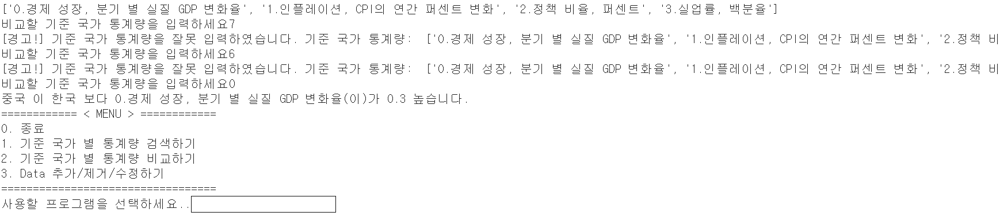 ['0.경제 성장, 분기 별 실질 GDP 변화율', '1.인플레이션, CPI의 연간 퍼센트 변화', '2.정책 비율, 퍼센트', '3.실업률, 백분율']
비교할 기준 국가 통계량을 입력하세요7
[경고!] 기준 국가 통계량을 잘못 입력하였습니다. 기준 국가 통계량:  ['0.경제 성장, 분기 별 실질 GDP 변화율', '1.인플레이션, CPI의 연간 퍼센트 변화', '2.정책 비
비교할 기준 국가 통계량을 입력하세요6
[경고!] 기준 국가 통계량을 잘못 입력하였습니다. 기준 국가 통계량:  ['0.경제 성장, 분기 별 실질 GDP 변화율', '1.인플레이션, CPI의 연간 퍼센트 변화', '2.정책 비
비교할 기준 국가 통계량을 입력하세요0
중국 이 한국 보다 0.경제 성장, 분기 별 실질 GDP 변화율(이)가 0.3 높습니다.
============ < MENU > ============
0. 종료
1. 기준 국가 별 통계량 검색하기
2. 기준 국가 별 통계량 비교하기
3. Data 추가/제거/수정하기
==================================
사용할 프로그램을 선택하세요..